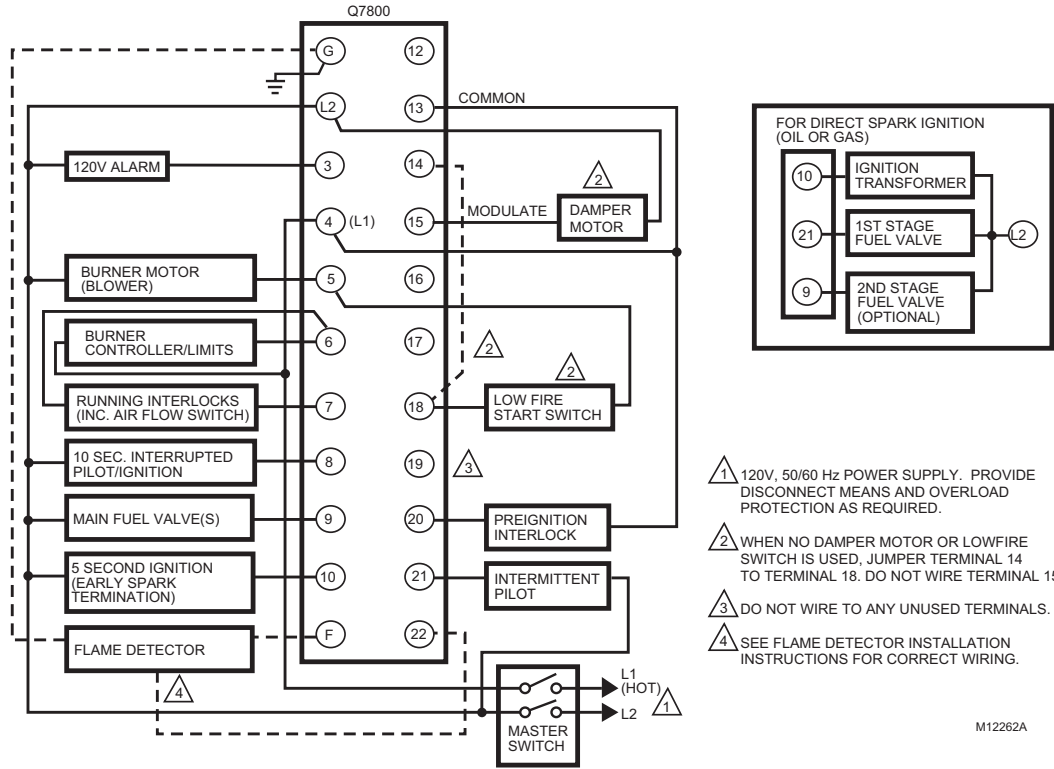 Q7800
G
12
L2
13
COMMON
120V ALARM
3
14
4
(L1)
15
MODULATE
2
DAMPER
MOTOR
BURNER MOTOR
(BLOWER)
5
16
BURNER
CONTROLLER/LIMITS
6
17
2
2
RUNNING INTERLOCKS
(INC. AIR FLOW SWITCH)
7
18
LOW FIRE
START SWITCH
10 SEC. INTERRUPTED
PILOT/IGNITION
8
19
3
MAIN FUEL VALVE(S)
9
20
PREIGNITION
INTERLOCK
5 SECOND IGNITION
(EARLY SPARK
TERMINATION)
10
21
INTERMITTENT
PILOT
FLAME DETECTOR
F
22
4
L1
(HOT)
L2
1
MASTER
SWITCH
FOR DIRECT SPARK IGNITION
(OIL OR GAS)
10
IGNITION
TRANSFORMER
21
1ST STAGE
FUEL VALVE
L2
9
2ND STAGE
FUEL VALVE
(OPTIONAL)
1 120V, 50/60 Hz POWER SUPPLY. PROVIDE
DISCONNECT MEANS AND OVERLOAD
PROTECTION AS REQUIRED.
2 WHEN NO DAMPER MOTOR OR LOWFIRE
SWITCH IS USED, JUMPER TERMINAL 14
TO TERMINAL 18. DO NOT WIRE TERMINAL 15
3 DO NOT WIRE TO ANY UNUSED TERMINALS.
4 SEE FLAME DETECTOR INSTALLATION
INSTRUCTIONS FOR CORRECT WIRING.
M12262A